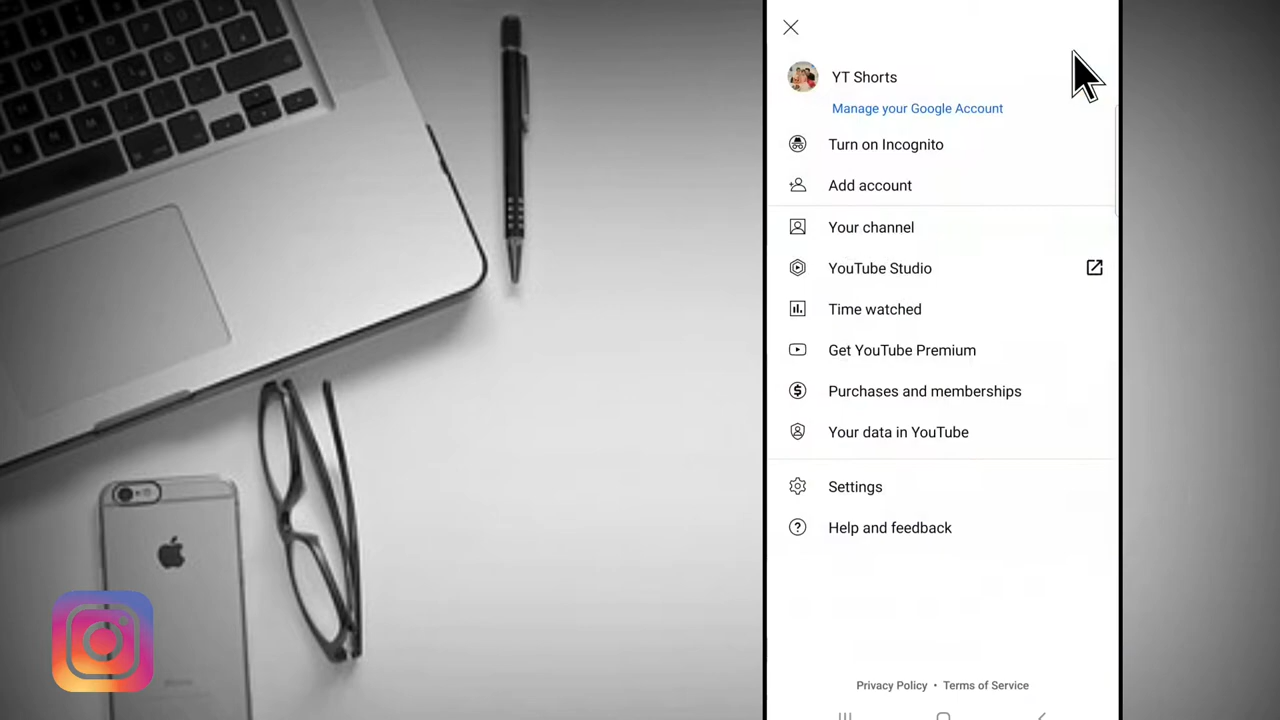 YT Shorts
Manage your Google Account
Turn on Incognito
Add account
Your channel
YouTube Studio
Time watched
Get YouTube Premium
Purchases and memberships
Your data in YouTube
Settings
Help and feedback
Privacy Policy • Terms of Service